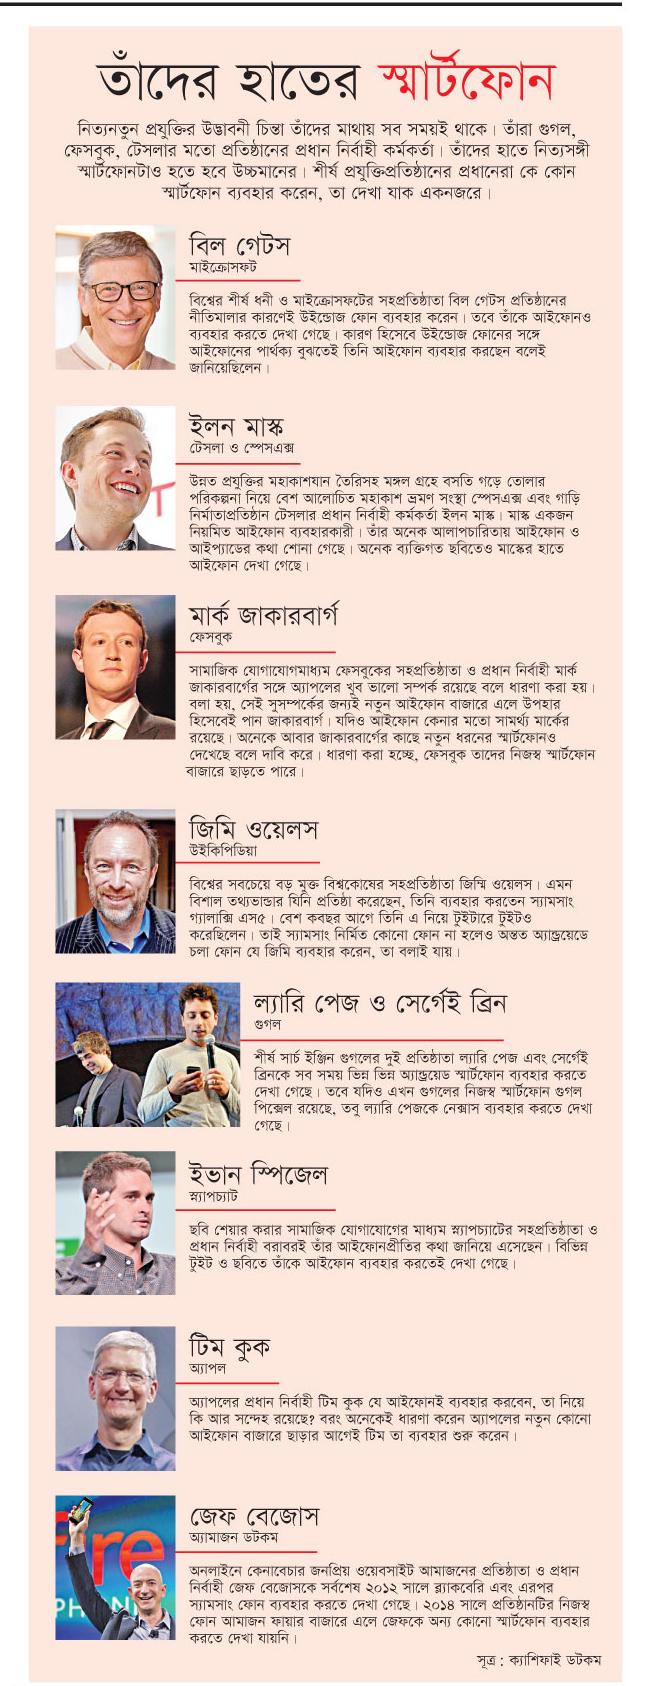 তাঁদের হাতের স্মার্টফোন
নিত্যনতুন প্রযুক্তির উদ্ভাবনী চিন্তা তাঁদের মাথায় সব সময়ই থাকে। তাঁরা গুগল,
ফেসবুক, টেসলার মতো প্রতিষ্ঠানের প্রধান নির্বাহী কর্মকর্তা। তাঁদের হাতে নিত্যসঙ্গী
স্মার্টফোনটাও হতে হবে উচ্চমানের। শীর্ষ প্রযুক্তিপ্রতিষ্ঠানের প্রধানেরা কে কোন
স্মার্টফোন ব্যবহার করেন, তা দেখা যাক একনজরে।
বিল গেটস
মাইক্রোসফট
বিশ্বের শীর্ষ ধনী ও মাইক্রোসফটের সহপ্রতিষ্ঠাতা বিল গেটস প্রতিষ্ঠানের
নীতিমালার কারণেই উইন্ডোজ ফোন ব্যবহার করেন। তবে তাঁকে আইফোনও
ব্যবহার করতে দেখা গেছে। কারণ হিসেবে উইন্ডোজ ফোনের সঙ্গে
আইফোনের পার্থক্য বুঝতেই তিনি আইফোন ব্যবহার করছেন বলেই
জানিয়েছিলেন।
ইলন মাস্ক
টেসলা ও স্পেসএক্স
উন্নত প্রযুক্তির মহাকাশযান তৈরিসহ মঙ্গল গ্রহে বসতি গড়ে তোলার
পরিকল্পনা নিয়ে বেশ আলোচিত মহাকাশ ভ্রমণ সংস্থা স্পেসএক্স এবং গাড়ি
নির্মাতাপ্রতিষ্ঠান টেসলার প্রধান নির্বাহী কর্মকর্তা ইলন মাস্ক। মাস্ক একজন
নিয়মিত আইফোন ব্যবহারকারী। তাঁর অনেক আলাপচারিতায় আইফোন ও
আইপ্যাডের কথা শোনা গেছে। অনেক ব্যক্তিগত ছবিতেও মাস্কের হাতে
আইফোন দেখা গেছে।
মার্ক জাকারবার্গ
ফেসবুক
সামাজিক যোগাযোগমাধ্যম ফেসবুকের সহপ্রতিষ্ঠাতা ও প্রধান নির্বাহী মার্ক
জাকারবার্গের সঙ্গে অ্যাপলের খুব ভালো সম্পর্ক রয়েছে বলে ধারণা করা হয়।
বলা হয়, সেই সুসম্পর্কের জন্যই নতুন আইফোন বাজারে এলে উপহার
হিসেবেই পান জাকারবার্গ। যদিও আইফোন কেনার মতো সামর্থ্য মার্কের
রয়েছে। অনেকে আবার জাকারবার্গের কাছে নতুন ধরনের স্মার্টফোনও
দেখেছে বলে দাবি করে। ধারণা করা হচ্ছে, ফেসবুক তাদের নিজস্ব স্মার্টফোন
বাজারে ছাড়তে পারে।
জিমি ওয়েলস
উইকিপিডিয়া
বিশ্বের সবচেয়ে বড় মুক্ত বিশ্বকোষের সহপ্রতিষ্ঠাতা জিম্মি ওয়েলস। এমন
বিশাল তথ্যভান্ডার যিনি প্রতিষ্ঠা করেছেন, তিনি ব্যবহার করতেন স্যামসাং
গ্যালাক্সি এস৫। বেশ কবছর আগে তিনি এ নিয়ে টুইটারে টুইটও
করেছিলেন। তাই স্যামসাং নির্মিত কোনো ফোন না হলেও অন্তত অ্যান্ড্রয়েডে
চলা ফোন যে জিমি ব্যবহার করেন, তা বলাই যায়।
ল্যারি পেজ ও সের্গেই ব্রিন
গুগল
শীর্ষ সার্চ ইঞ্জিন গুগলের দুই প্রতিষ্ঠাতা ল্যারি পেজ এবং সের্গেই
ব্রিনকে সব সময় ভিন্ন ভিন্ন অ্যান্ড্রয়েড স্মার্টফোন ব্যবহার করতে
দেখা গেছে। তবে যদিও এখন গুগলের নিজস্ব স্মার্টফোন গুগল
পিক্সেল রয়েছে, তবু ল্যারি পেজকে নেক্সাস ব্যবহার করতে দেখা
গেছে।
ইভান স্পিজেল
স্ন্যাপচ্যাট
ছবি শেয়ার করার সামাজিক যোগাযোগের মাধ্যম স্ন্যাপচ্যাটের সহপ্রতিষ্ঠাতা ও
প্রধান নির্বাহী বরাবরই তাঁর আইফোনপ্রীতির কথা জানিয়ে এসেছেন। বিভিন্ন
টুইট ও ছবিতে তাঁকে আইফোন ব্যবহার করতেই দেখা গেছে।
টিম কুক
অ্যাপল
অ্যাপলের প্রধান নির্বাহী টিম কুক যে আইফোনই ব্যবহার করবেন, তা নিয়ে
কি আর সন্দেহ রয়েছে? বরং অনেকেই ধারণা করেন অ্যাপলের নতুন কোনো
আইফোন বাজারে ছাড়ার আগেই টিম তা ব্যবহার শুরু করেন।
জেফ বেজোস
অ্যামাজন ডটকম
fire
PHON
অনলাইনে কেনাবেচার জনপ্রিয় ওয়েবসাইট আমাজনের প্রতিষ্ঠাতা ও প্রধান
নির্বাহী জেফ বেজোসকে সর্বশেষ ২০১২ সালে ব্ল্যাকবেরি এবং এরপর
স্যামসাং ফোন ব্যবহার করতে দেখা গেছে। ২০১৪ সালে প্রতিষ্ঠানটির নিজস্ব
ফোন আমাজন ফায়ার বাজারে এলে জেফকে অন্য কোনো স্মার্টফোন ব্যবহার
করতে দেখা যায়নি।
সূত্র : ক্যাশিফাই ডটকম